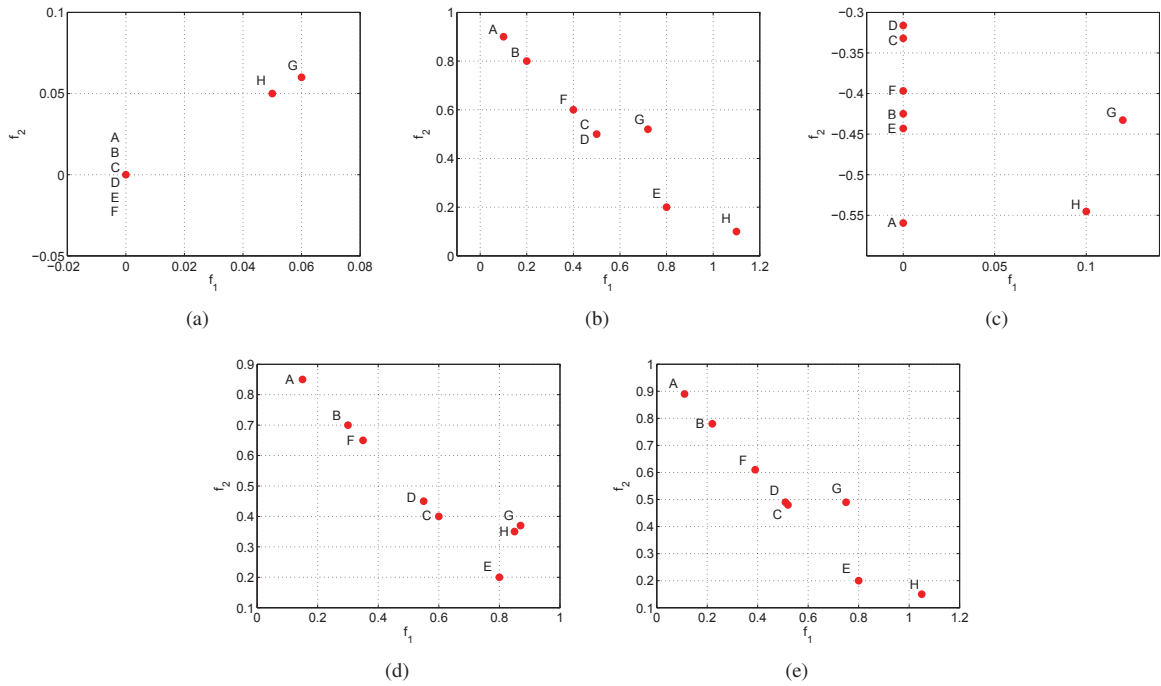 0.1
0.05
0
−0.05
−0.02
0
0.02
0.04
0.06
0.08
f1
f2
A
B
C
D
E
F
H
G
(a)
1
0.8
0.6
0.4
0.2
0
0
0.2
0.4
0.6
0.8
1
1.2
f1
f2
A
B
F
C
D
G
E
H
(b)
−0.3
−0.35
−0.4
−0.45
−0.5
−0.55
0
0.05
0.1
f1
f2
D
C
F
B
E
A
G
H
(c)
0.9
0.8
0.7
0.6
0.5
0.4
0.3
0.2
0.1
0
0.2
0.4
0.6
0.8
1
f1
f2
A
B
F
D
C
G
H
E
(d)
1
0.9
0.8
0.7
0.6
0.5
0.4
0.3
0.2
0.1
0
0.2
0.4
0.6
0.8
1
1.2
f1
f2
A
B
F
D
C
G
E
H
(e)